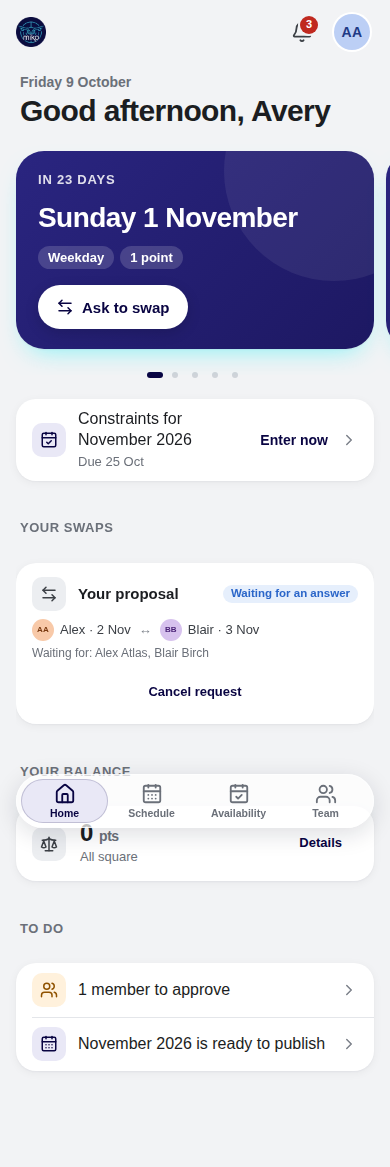 miko
3
AA
Friday 9 October
Good afternoon, Avery
IN 23 DAYS
Sunday 1 November
Weekday
1 point
Ask to swap
Constraints for
November 2026
Due 25 Oct
Enter now
YOUR SWAPS
Your proposal
Waiting for an answer
AA Alex · 2 Nov ↔ BB Blair · 3 Nov
Waiting for: Alex Atlas, Blair Birch
Cancel request
YOUR BALANCE
Home
Schedule
Availability
Team
0 pts
All square
Details
TO DO
1 member to approve
November 2026 is ready to publish